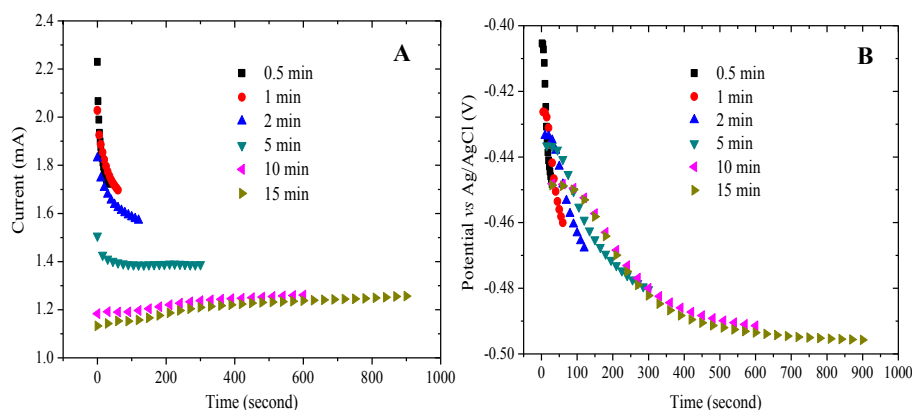 A
0.5 min
1 min
2 min
5 min
10 min
15 min
Current (mA)
2.4
2.2
2.0
1.8
1.6
1.4
1.2
1.0
0 200 400 600 800 1000
Time (second)
B
0.5 min
1 min
2 min
5 min
10 min
15 min
Potential vs Ag/AgCl (V)
-0.40
-0.42
-0.44
-0.46
-0.48
-0.50
0 100 200 300 400 500 600 700 800 900 1000
Time (second)